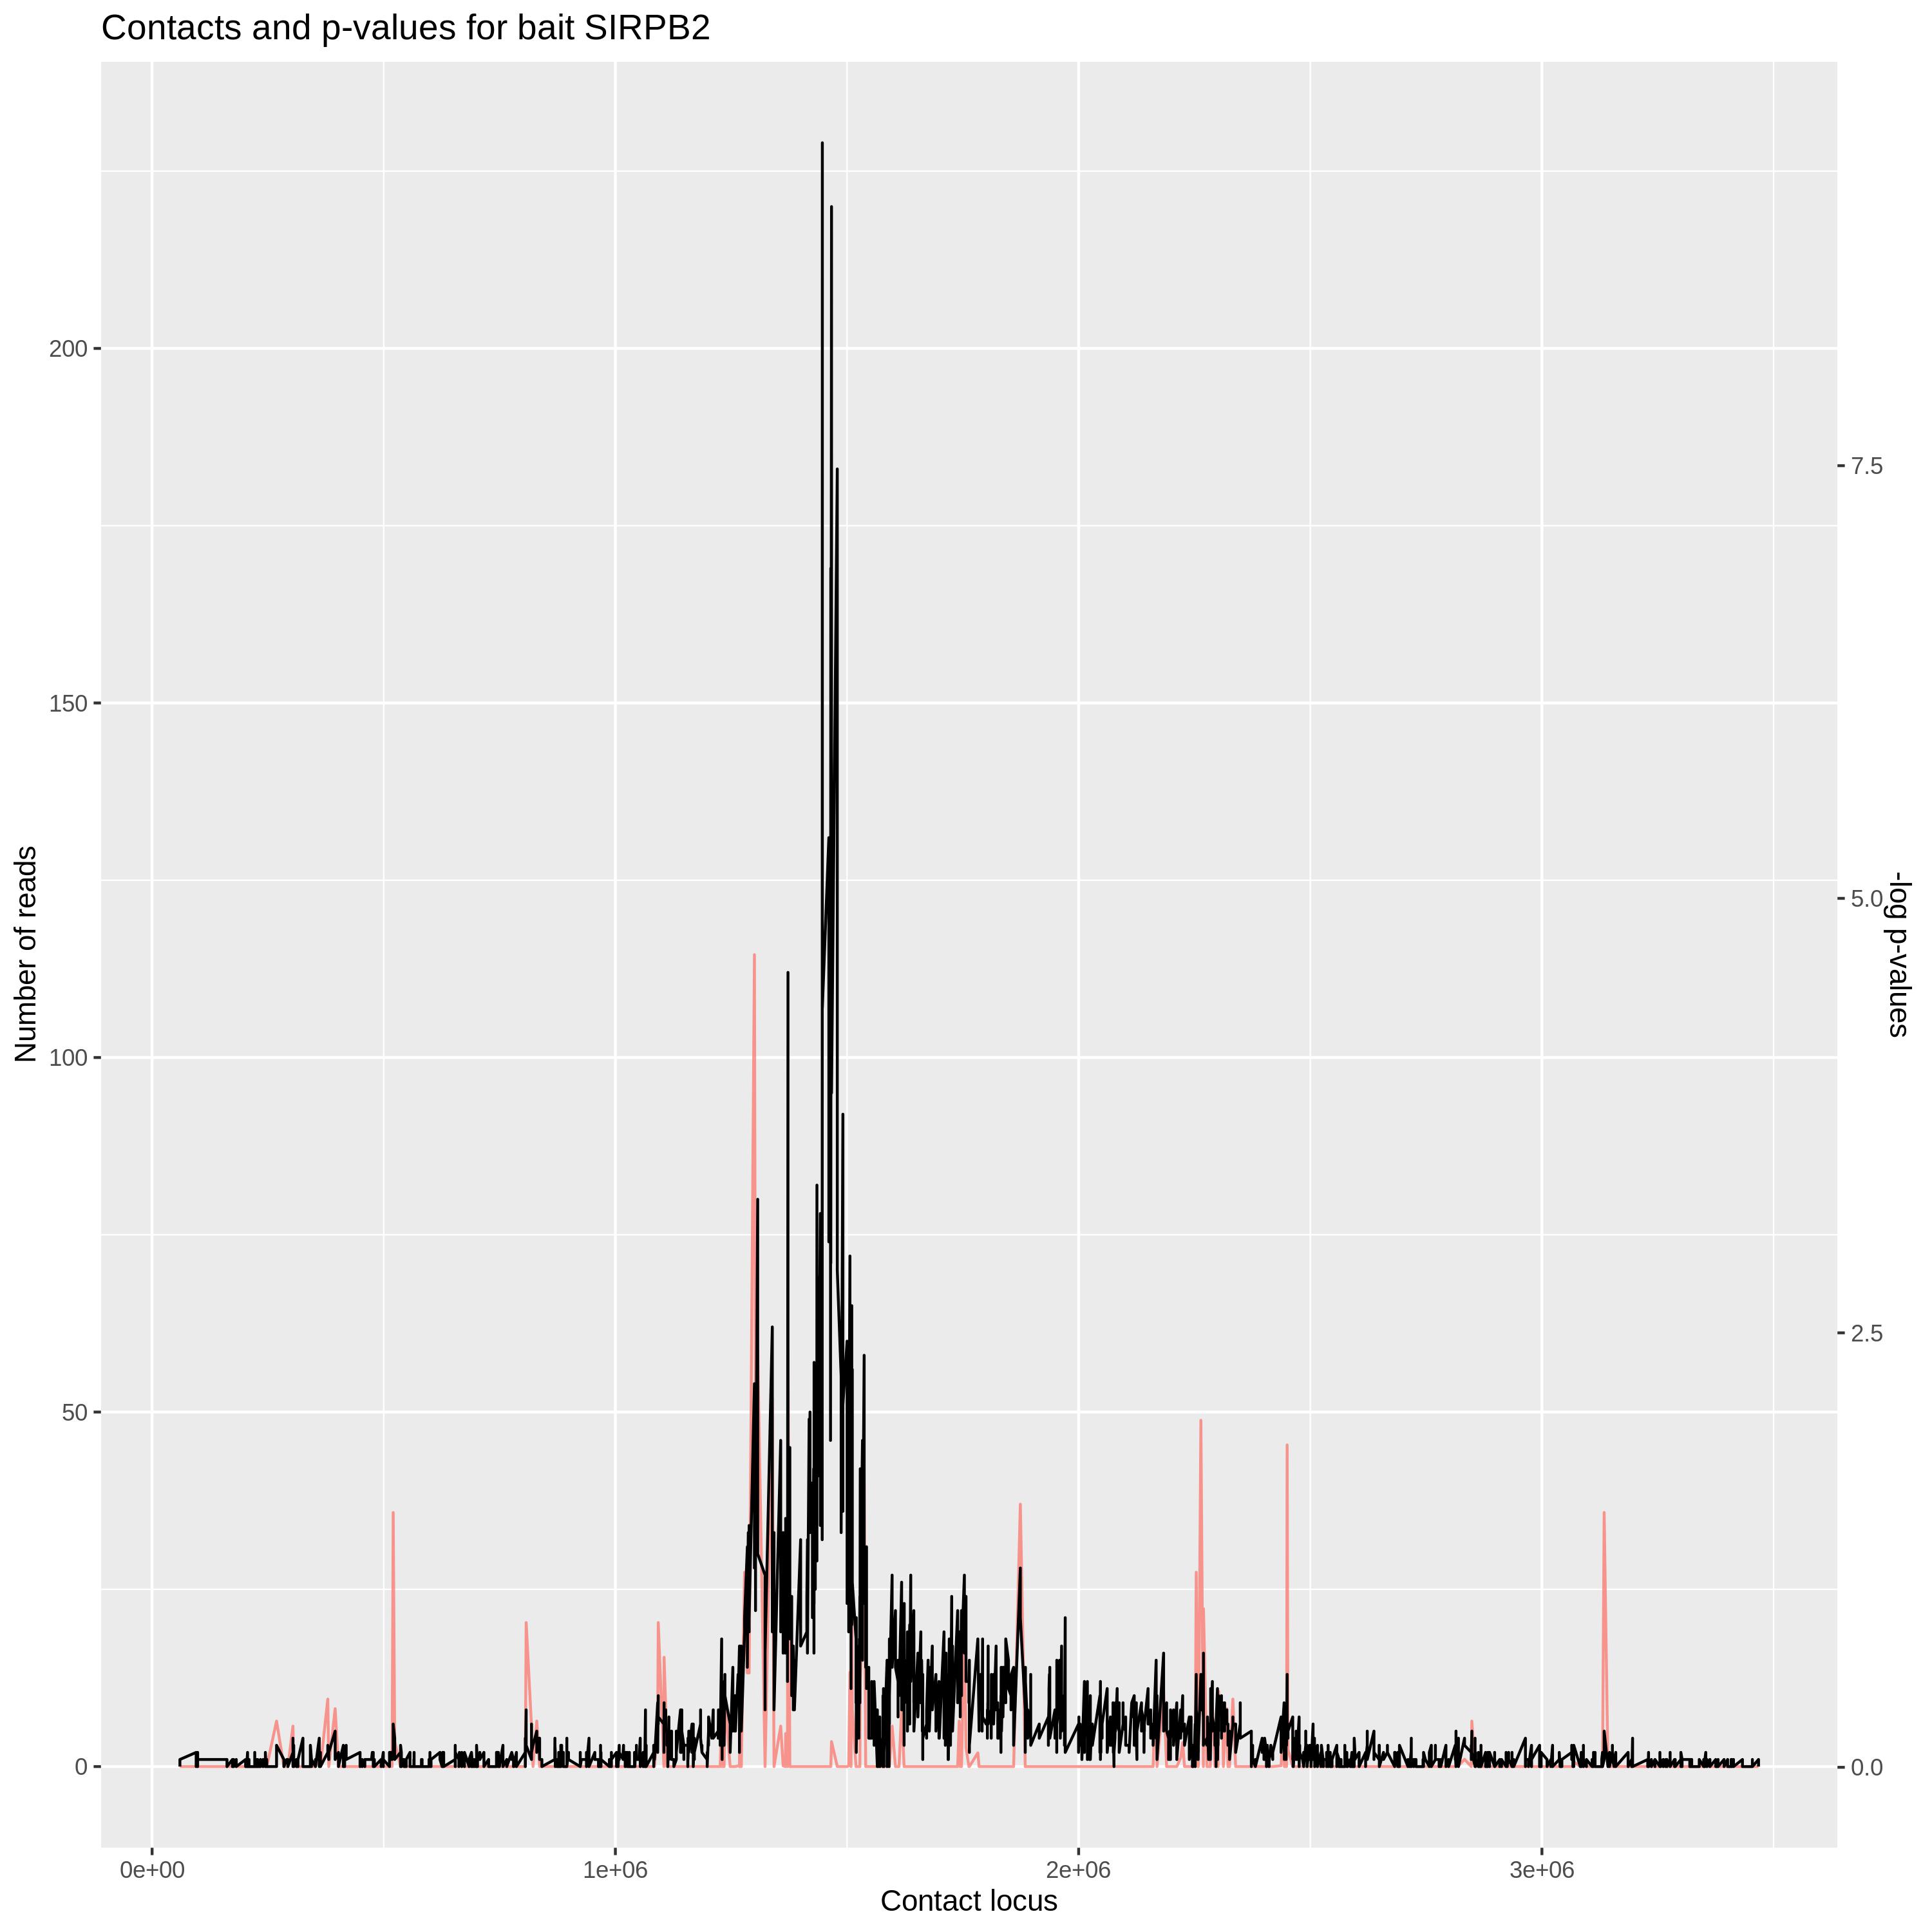 Contacts and p-values for bait SIRPB2
Number of reads
200
150
100
50
0
7.5
5.0
2.5
0.0
-log p-values
0e+00
1e+06
2e+06
3e+06
Contact locus